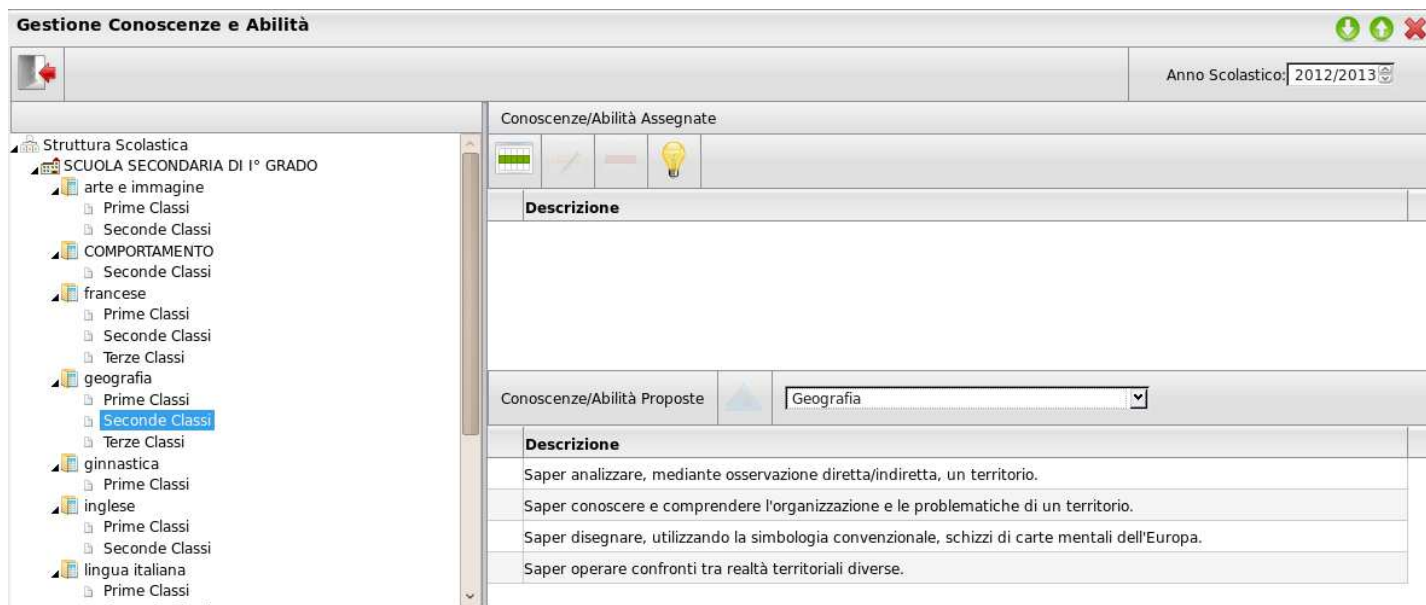 Gestione Conoscenze e Abilità
Anno Scolastico: 2012/2013
Struttura Scolastica
SCUOLA SECONDARIA DI I° GRADO
arte e immagine
Prime Classi
Seconde Classi
COMPORTAMENTO
Seconde Classi
francese
Prime Classi
Seconde Classi
Terze Classi
geografia
Prime Classi
Seconde Classi
Terze Classi
ginnastica
Prime Classi
inglese
Prime Classi
Seconde Classi
lingua italiana
Prime Classi
Conoscenze/Abilità Assegnate
Descrizione
Conoscenze/Abilità Proposte
Geografia
Descrizione
Saper analizzare, mediante osservazione diretta/indiretta, un territorio.
Saper conoscere e comprendere l'organizzazione e le problematiche di un territorio.
Saper disegnare, utilizzando la simbologia convenzionale, schizzi di carte mentali dell'Europa.
Saper operare confronti tra realtà territoriali diverse.